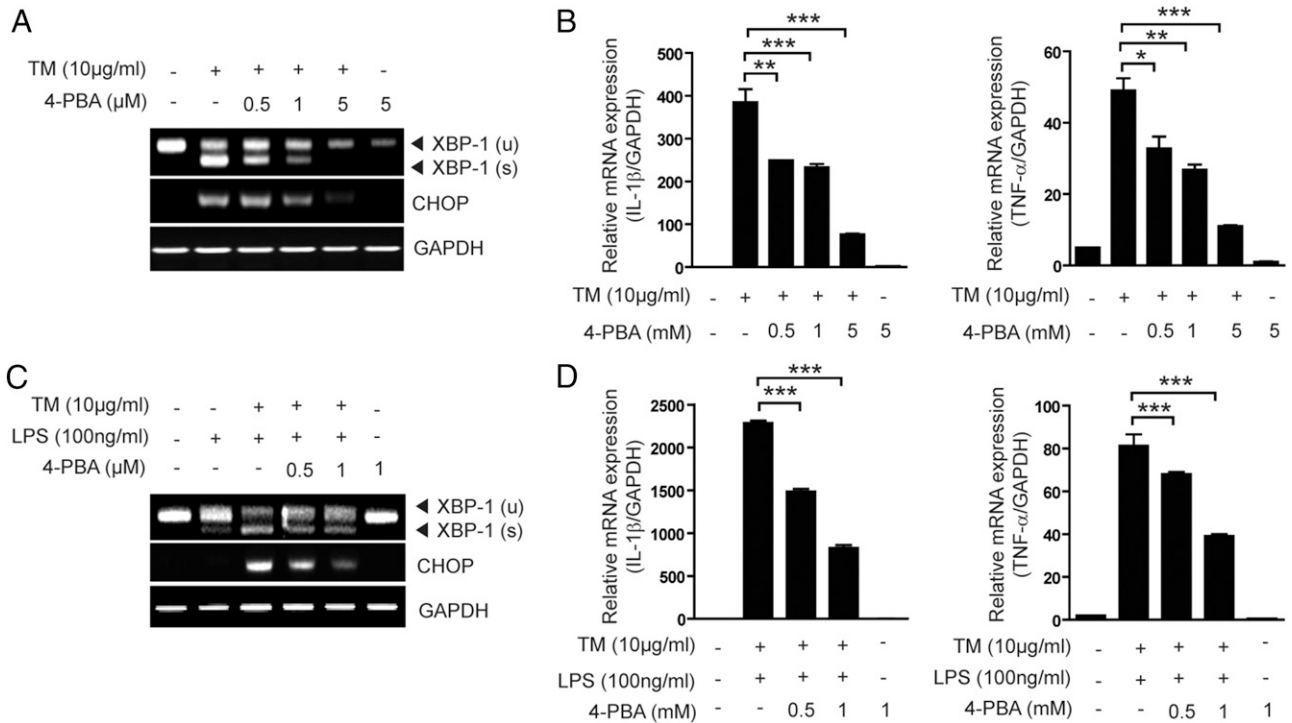 A
TM (10µg/ml) - + + + + -
4-PBA (µM) - - 0.5 1 5 5
XBP-1 (u)
XBP-1 (s)
CHOP
GAPDH
B
Relative mRNA expression
(IL-1β/GAPDH)
500
400
300
200
100
0
***
***
**
TM (10µg/ml) - + + + + -
4-PBA (mM) - - 0.5 1 5 5
Relative mRNA expression
(TNF-α/GAPDH)
60
40
20
0
***
**
*
TM (10µg/ml) - + + + + -
4-PBA (mM) - - 0.5 1 5 5
C
TM (10µg/ml) - - + + + -
LPS (100ng/ml) - + + + + -
4-PBA (µM) - - - 0.5 1 1
XBP-1 (u)
XBP-1 (s)
CHOP
GAPDH
D
Relative mRNA expression
(IL-1β/GAPDH)
2500
2000
1500
1000
500
0
***
***
TM (10µg/ml) - + + + -
LPS (100ng/ml) - + + + -
4-PBA (mM) - - 0.5 1 1
Relative mRNA expression
(TNF-α/GAPDH)
100
80
60
40
20
0
***
***
TM (10µg/ml) - + + + -
LPS (100ng/ml) - + + + -
4-PBA (mM) - - 0.5 1 1